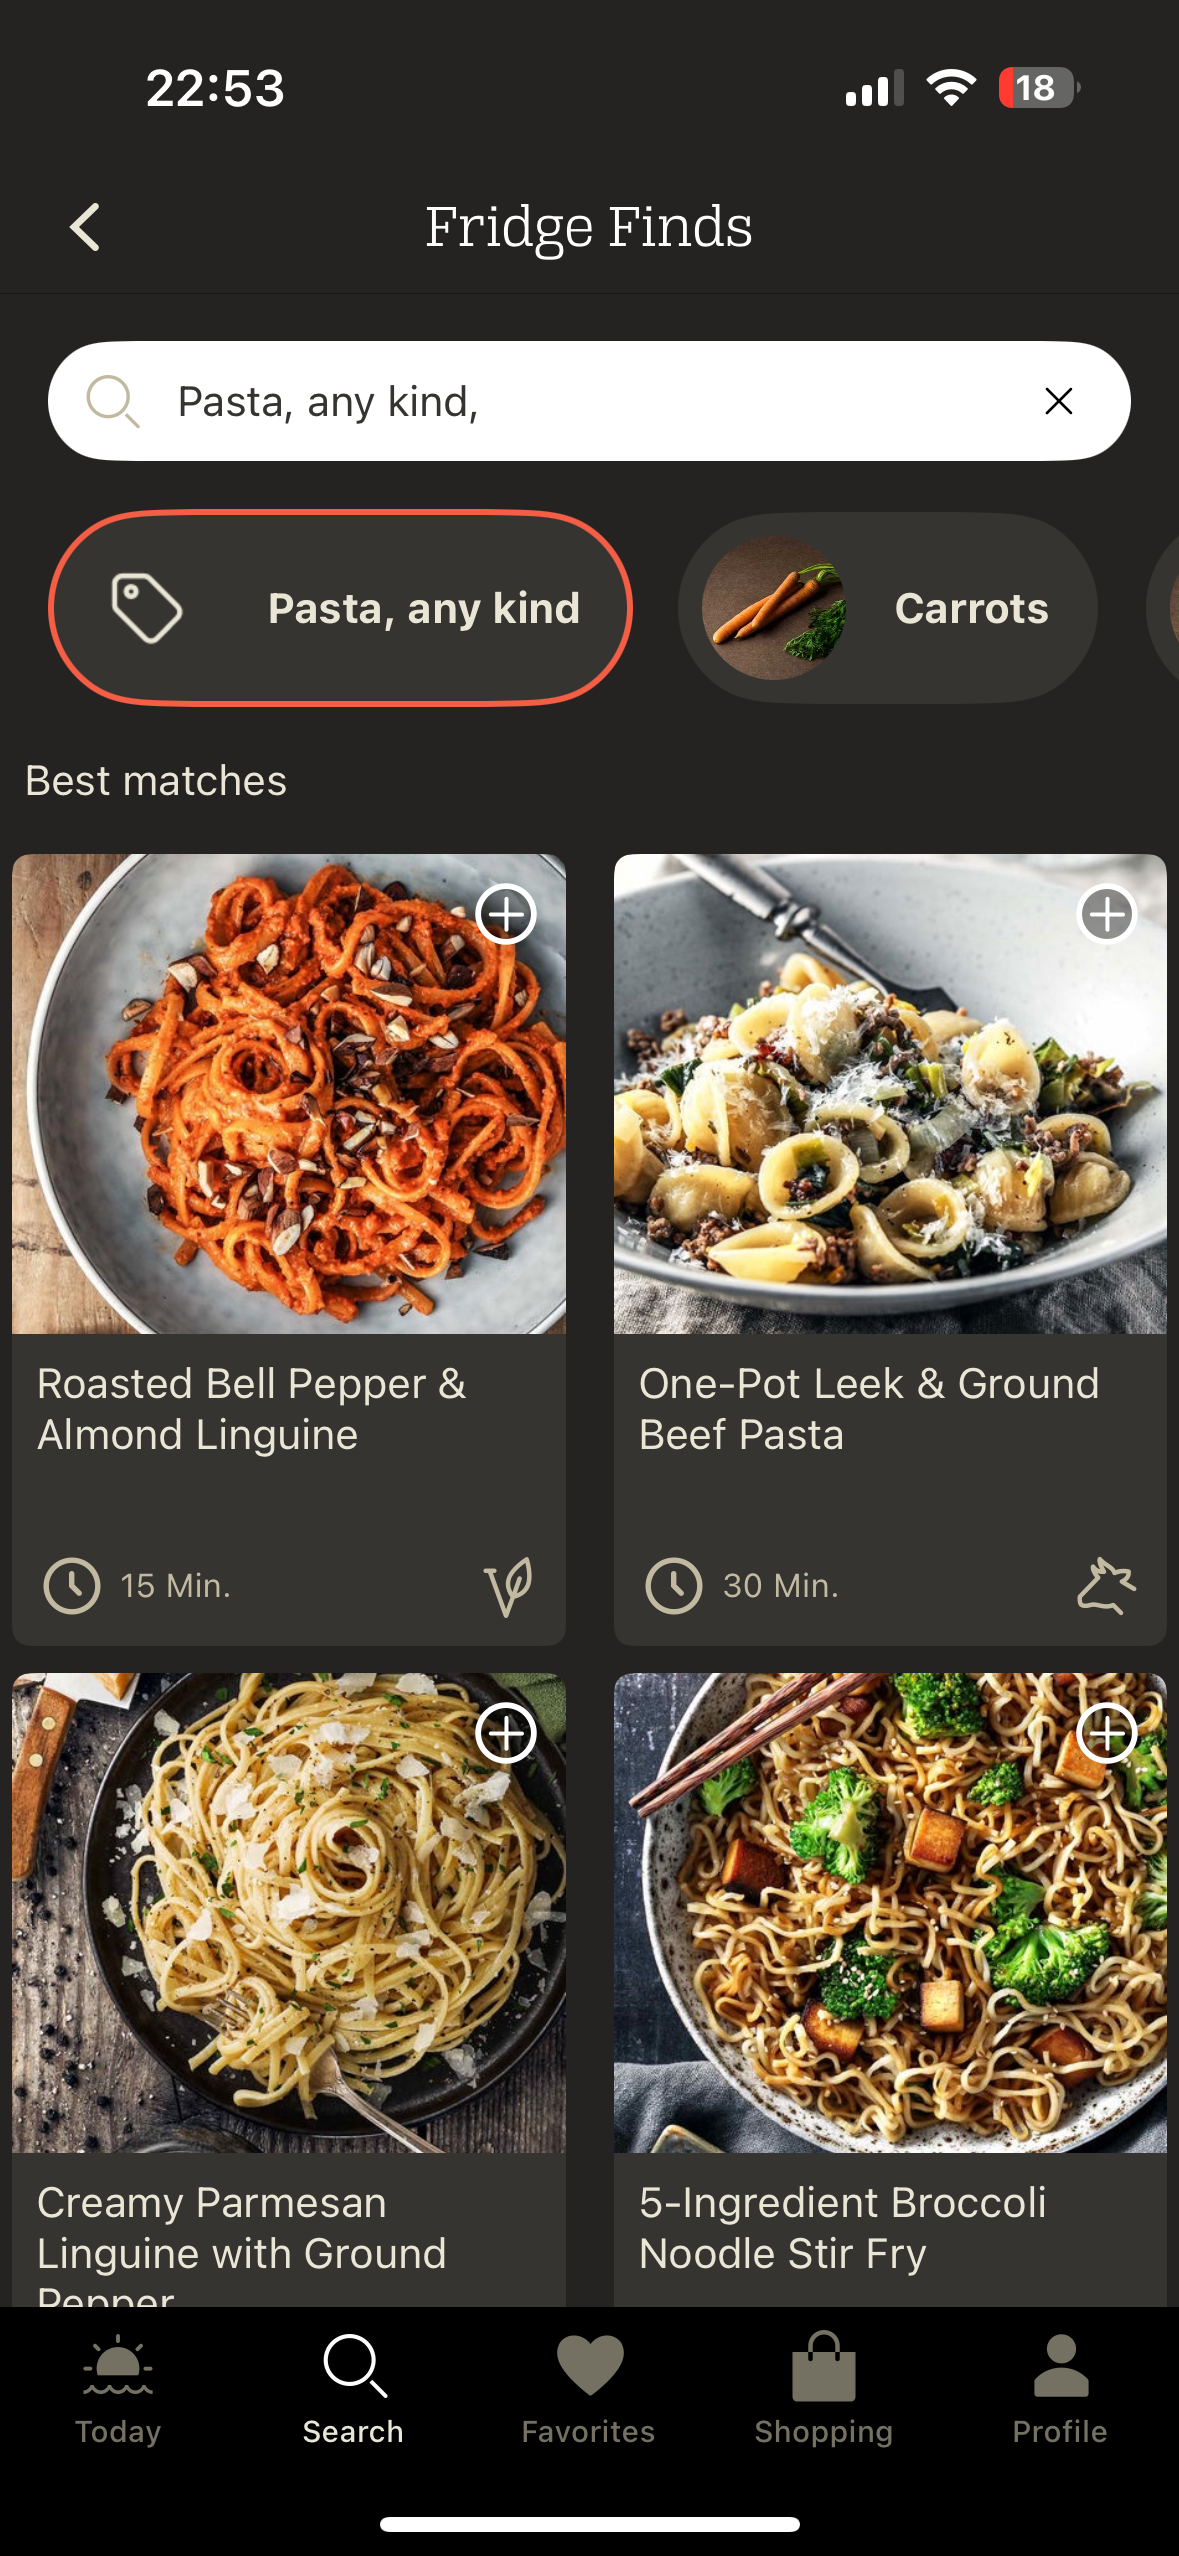 22:53
18
Fridge Finds
Pasta, any kind,
Pasta, any kind
Carrots
Best matches
Roasted Bell Pepper &
Almond Linguine
15 Min.
One-Pot Leek & Ground
Beef Pasta
30 Min.
Creamy Parmesan
Linguine with Ground
Pepper
5-Ingredient Broccoli
Noodle Stir Fry
Today
Search
Favorites
Shopping
Profile